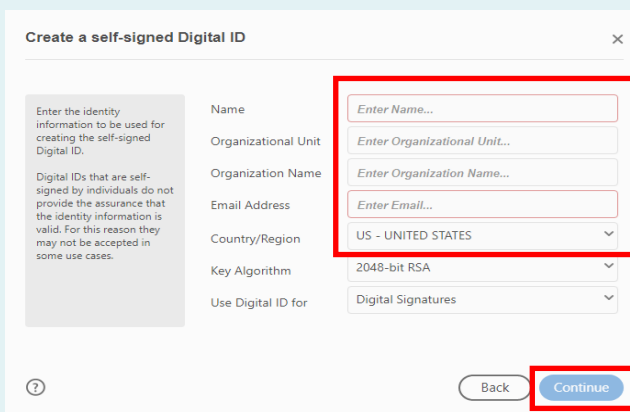 Create a self-signed Digital ID
×
Enter the identity
information to be used for
creating the self-signed
Digital ID.
Digital IDs that are self-
signed by individuals do not
provide the assurance that
the identity information is
valid. For this reason they
may not be accepted in
some use cases.
Name Enter Name...
Organizational Unit Enter Organizational Unit...
Organization Name Enter Organization Name...
Email Address Enter Email...
Country/Region US - UNITED STATES
Key Algorithm 2048-bit RSA
Use Digital ID for Digital Signatures
?
Back Continue